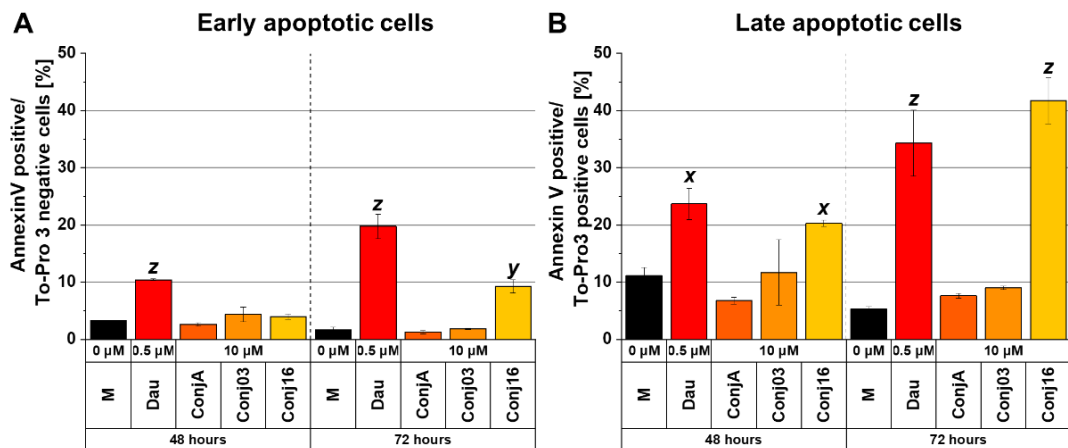 A Early apoptotic cells
AnnexinV positive/
To-Pro 3 negative cells [%]
50
40
30
20
10
0
z
z
y
0 µM 0.5 µM 10 µM 0 µM 0.5 µM 10 µM
M Dau ConjA Conj03 Conj16 M Dau ConjA Conj03 Conj16
48 hours 72 hours
B Late apoptotic cells
Annexin V positive/
To-Pro3 positive cells [%]
50
40
30
20
10
0
x
x
z
z
0 µM 0.5 µM 10 µM 0 µM 0.5 µM 10 µM
M Dau ConjA Conj03 Conj16 M Dau ConjA Conj03 Conj16
48 hours 72 hours